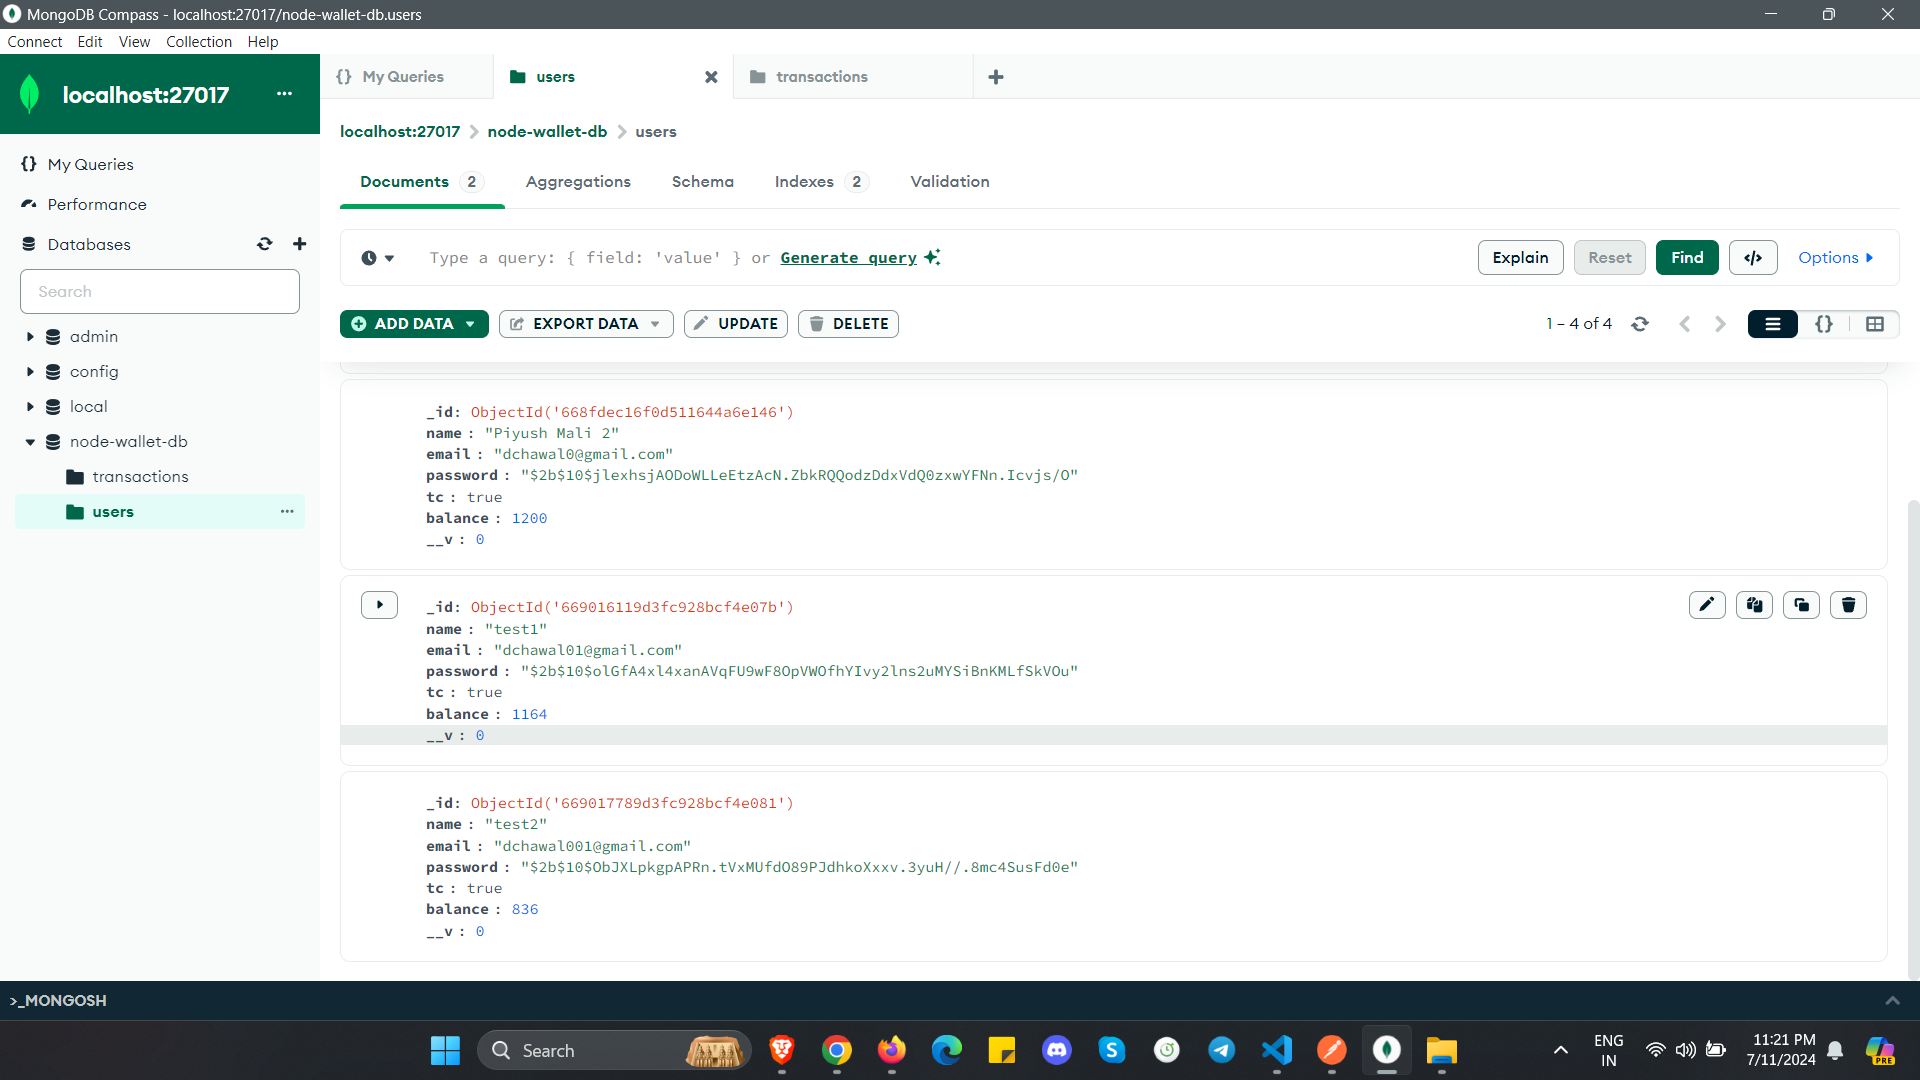 MongoDB Compass - localhost:27017/node-wallet-db.users
Connect Edit View Collection Help
localhost:27017 ...
{} My Queries
users
transactions
My Queries
Performance
Databases
Search
admin
config
local
node-wallet-db
transactions
users ...
localhost:27017 > node-wallet-db > users
Documents 2 Aggregations Schema Indexes 2 Validation
Type a query: { field: 'value' } or Generate query
Explain Reset Find </> Options
ADD DATA EXPORT DATA UPDATE DELETE
1 – 4 of 4 {}
_id: ObjectId('668fdec16f0d511644a6e146')
name : "Piyush Mali 2"
email : "dchawal0@gmail.com"
password : "$2b$10$jlexhsjAODoWLLeEtzAcN.ZbkRQQodzDdxVdQ0zxwYFNn.Icvjs/O"
tc : true
balance : 1200
__v : 0
_id: ObjectId('669016119d3fc928bcf4e07b')
name : "test1"
email : "dchawal01@gmail.com"
password : "$2b$10$olGfA4xl4xanAVqFU9wF8OpVWOfhYIvy2lns2uMYSiBnKMLfSkVOu"
tc : true
balance : 1164
__v : 0
_id: ObjectId('669017789d3fc928bcf4e081')
name : "test2"
email : "dchawal001@gmail.com"
password : "$2b$10$ObJXLpkgpAPRn.tVxMUfdO89PJdhkoXxxv.3yuH//.8mc4SusFd0e"
tc : true
balance : 836
__v : 0
>_MONGOSH
Search
ENG
IN
11:21 PM
7/11/2024
PRE